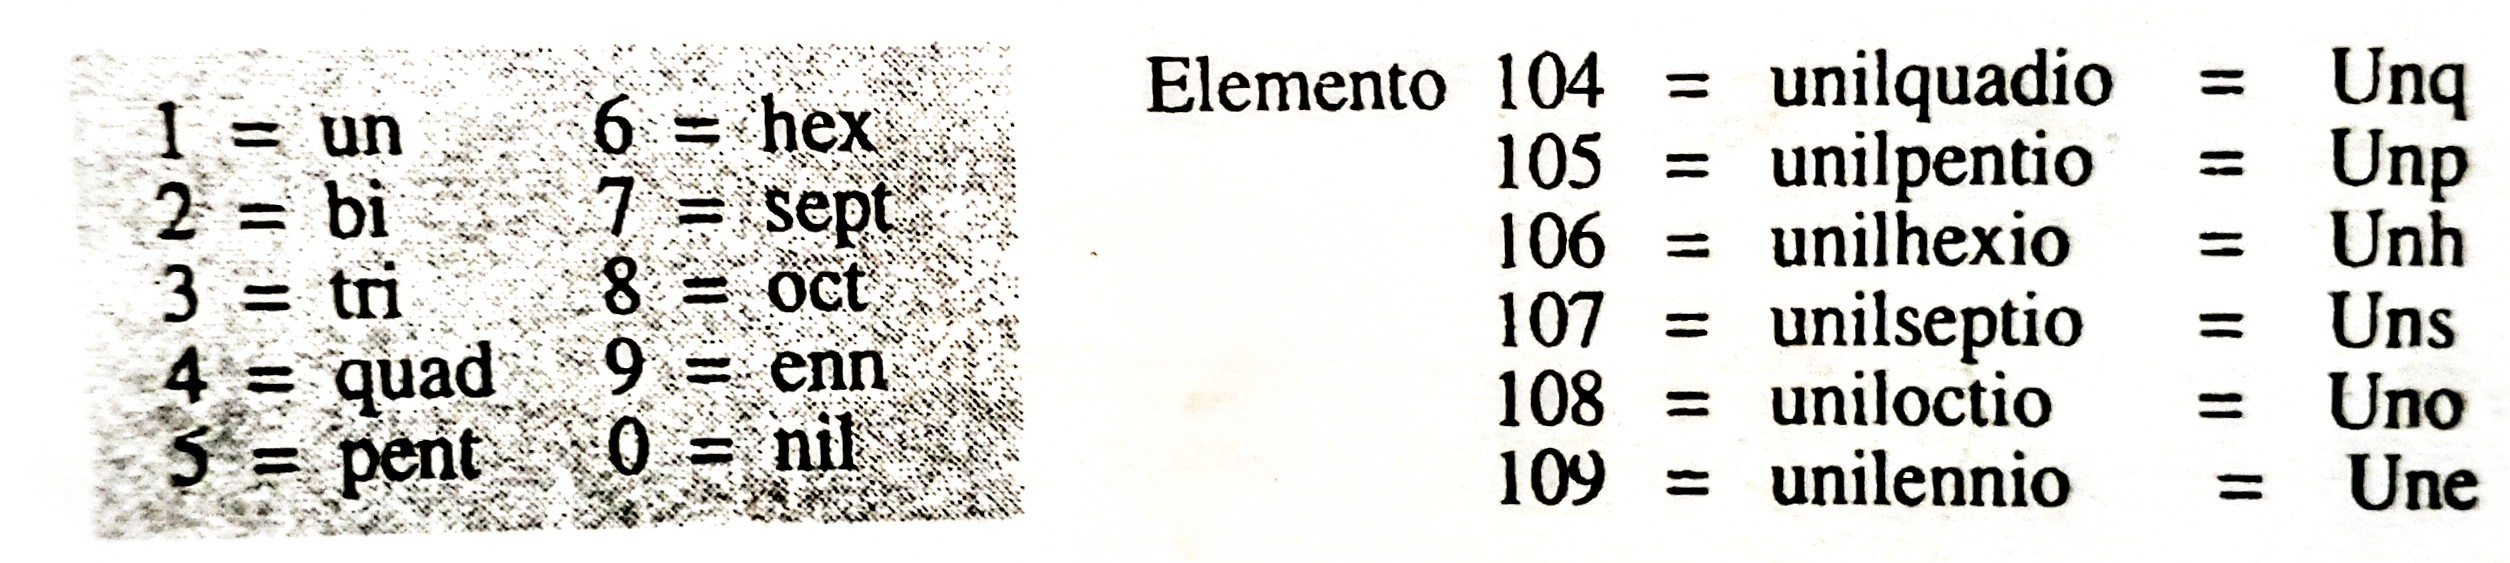 1 = un 6 = hex
2 = bi 7 = sept
3 = tri 8 = oct
4 = quad 9 = enn
5 = pent 0 = nil
Elemento 104 = unilquadio = Unq
105 = unilpentio = Unp
106 = unilhexio = Unh
107 = unilseptio = Uns
108 = uniloctio = Uno
109 = unilennio = Une